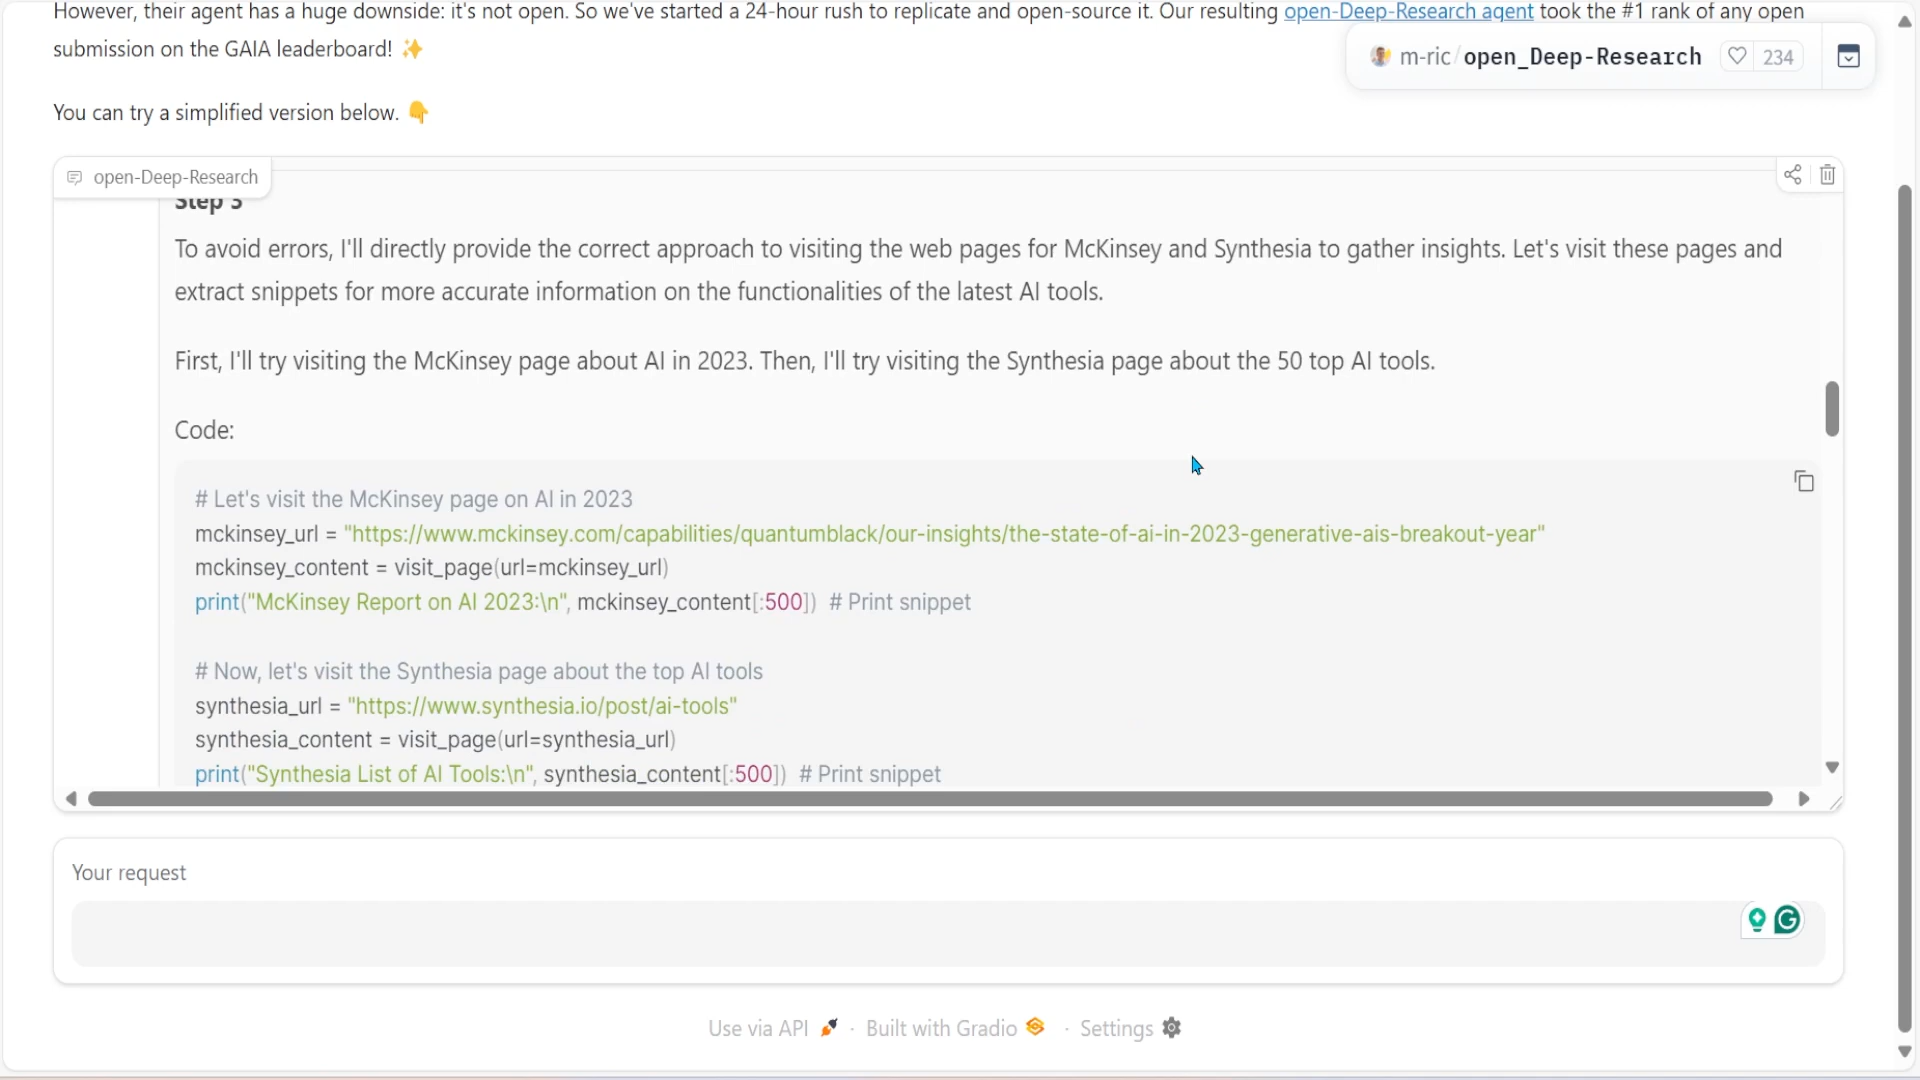 However, their agent has a huge downside: it's not open. So we've started a 24-hour rush to replicate and open-source it. Our resulting open-Deep-Research agent took the #1 rank of any open
submission on the GAIA leaderboard! ✨
m-ric/open_Deep-Research 234
You can try a simplified version below. 👇
open-Deep-Research
Step 3
To avoid errors, I'll directly provide the correct approach to visiting the web pages for McKinsey and Synthesia to gather insights. Let's visit these pages and
extract snippets for more accurate information on the functionalities of the latest AI tools.
First, I'll try visiting the McKinsey page about AI in 2023. Then, I'll try visiting the Synthesia page about the 50 top AI tools.
Code:
# Let's visit the McKinsey page on AI in 2023
mckinsey_url = "https://www.mckinsey.com/capabilities/quantumblack/our-insights/the-state-of-ai-in-2023-generative-ais-breakout-year"
mckinsey_content = visit_page(url=mckinsey_url)
print("McKinsey Report on AI 2023:\n", mckinsey_content[:500])  # Print snippet
# Now, let's visit the Synthesia page about the top AI tools
synthesia_url = "https://www.synthesia.io/post/ai-tools"
synthesia_content = visit_page(url=synthesia_url)
print("Synthesia List of AI Tools:\n", synthesia_content[:500])  # Print snippet
Your request
Use via API · Built with Gradio · Settings